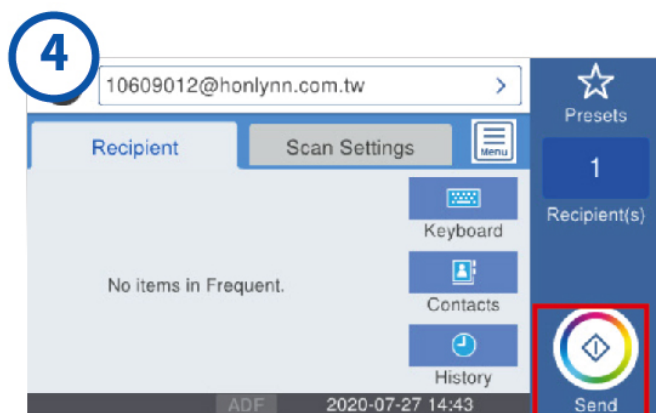 4
10609012@honlynn.com.tw
Presets
Recipient
Scan Settings
Menu
1
Recipient(s)
Keyboard
No items in Frequent.
Contacts
History
ADF
2020-07-27 14:43
Send